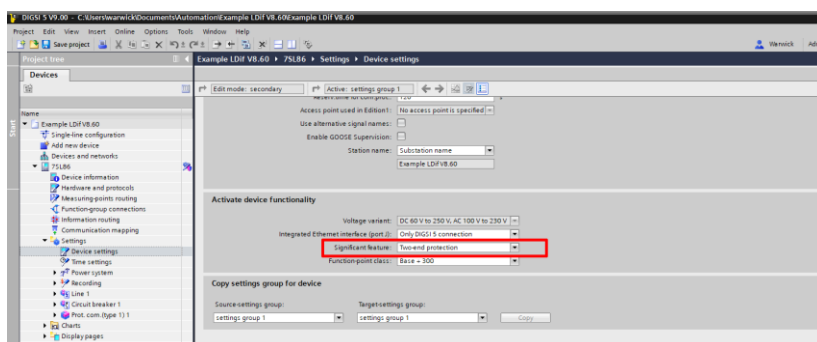 DIGSI 5 V9.00 - C:\Users\warwick\Documents\Automation\Example LDif V8.60\Example LDif V8.60
Project Edit View Insert Online Options Tools Window Help
Save project
Warwick
Project tree
Example LDif V8.60 ▸ 7SL86 ▸ Settings ▸ Device settings
Devices
Edit mode: secondary
Active: settings group 1
Name
Example LDif V8.60
Single-line configuration
Add new device
Devices and networks
7SL86
Device information
Hardware and protocols
Measuring-points routing
Function-group connections
Information routing
Communication mapping
Settings
Device settings
Time settings
Power system
Recording
Line 1
Circuit breaker 1
Prot. com.(type 1) 1
Charts
Display pages
Start
Access point used in Edition1: No access point is specified
Use alternative signal names:
Enable GOOSE Supervision:
Station name: Substation name
Example LDif V8.60
Activate device functionality
Voltage variant: DC 60 V to 250 V, AC 100 V to 230 V
Integrated Ethernet interface (port J): Only DIGSI 5 connection
Significant feature: Two-end protection
Function-point class: Base + 300
Copy settings group for device
Source-settings group: Target-settings group:
settings group 1 settings group 1 Copy